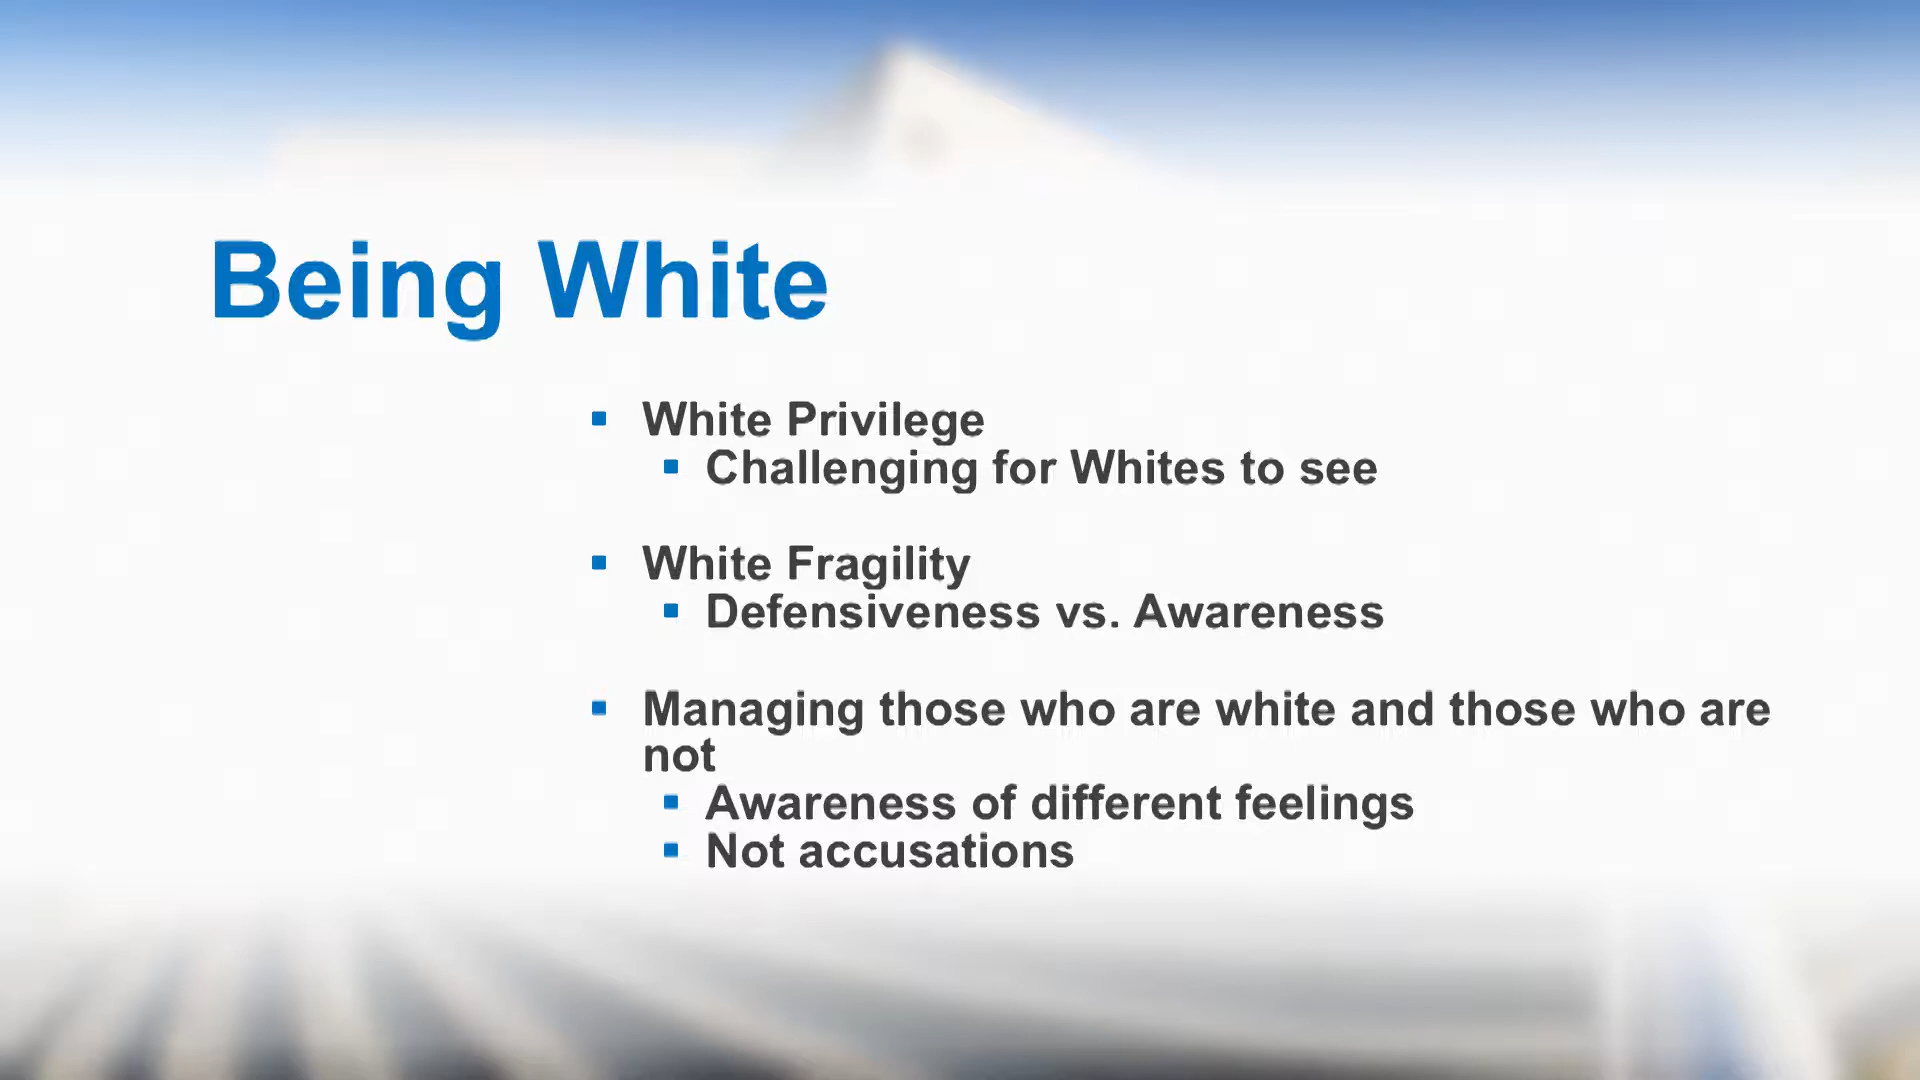 Being White
▪ White Privilege
▪ Challenging for Whites to see
▪ White Fragility
▪ Defensiveness vs. Awareness
▪ Managing those who are white and those who are
not
▪ Awareness of different feelings
▪ Not accusations